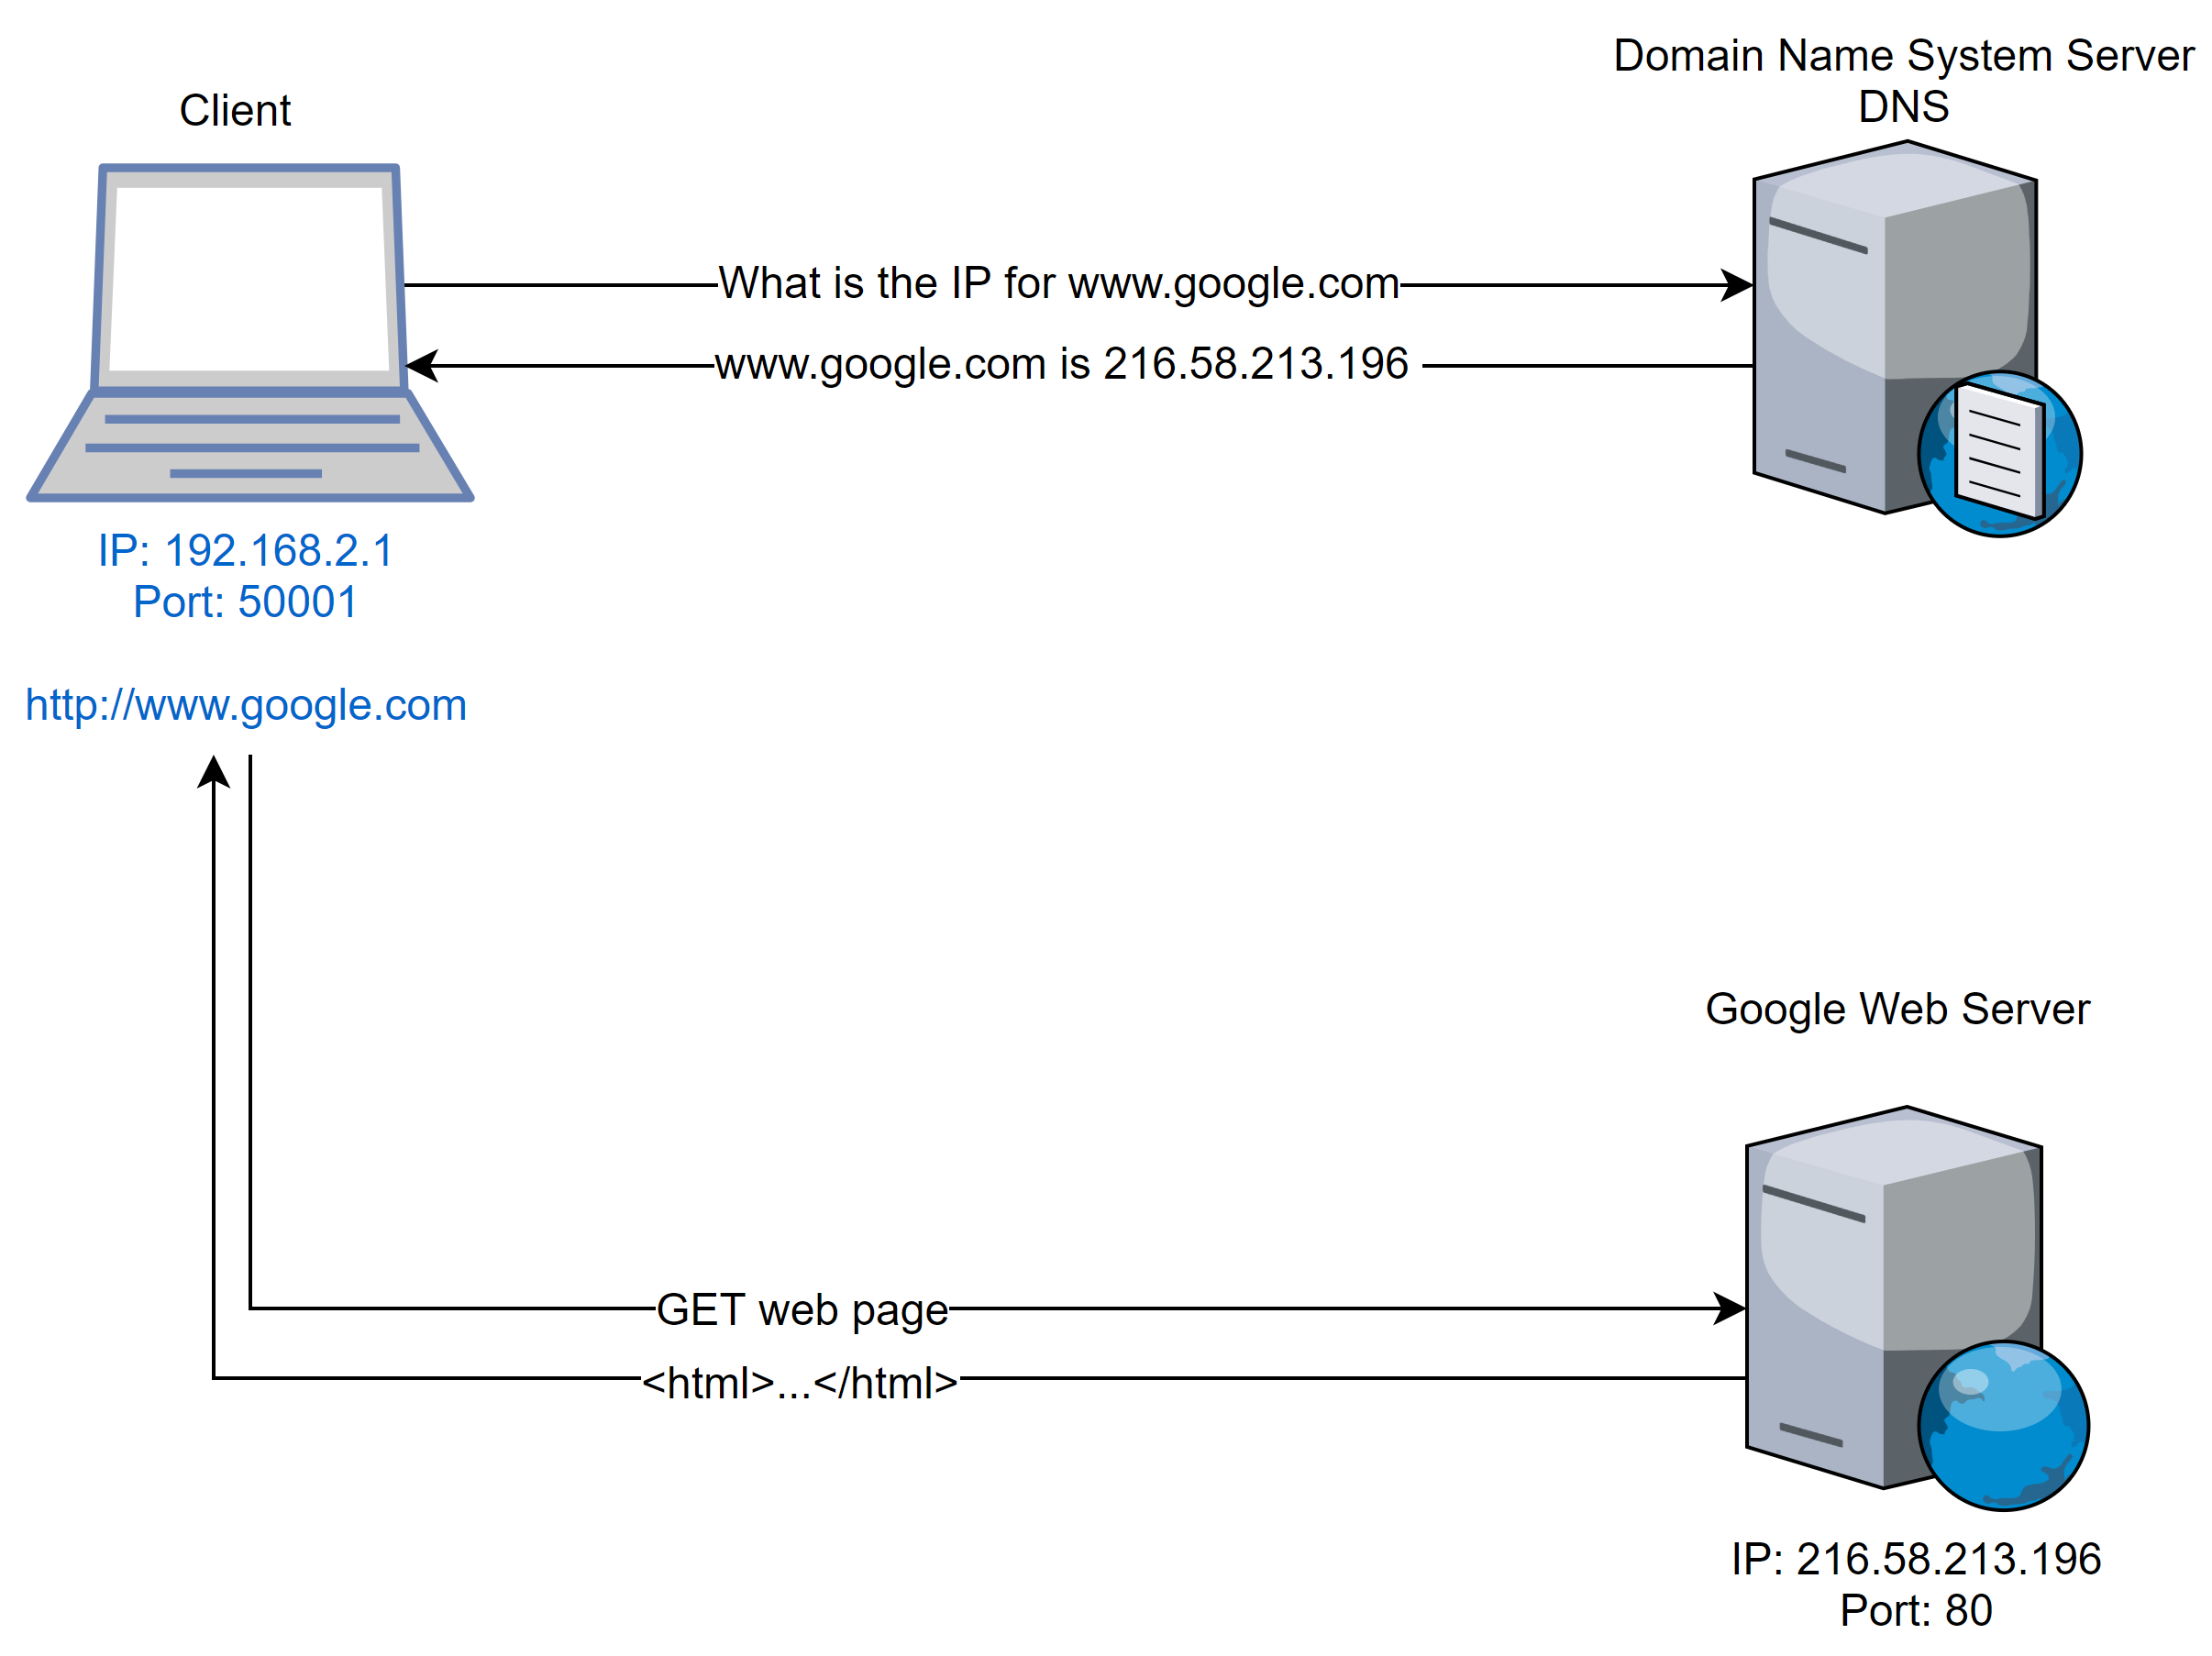 Domain Name System Server
DNS
Client
What is the IP for www.google.com
www.google.com is 216.58.213.196
IP: 192.168.2.1
Port: 50001
http://www.google.com
Google Web Server
GET web page
<html>...</html>
IP: 216.58.213.196
Port: 80